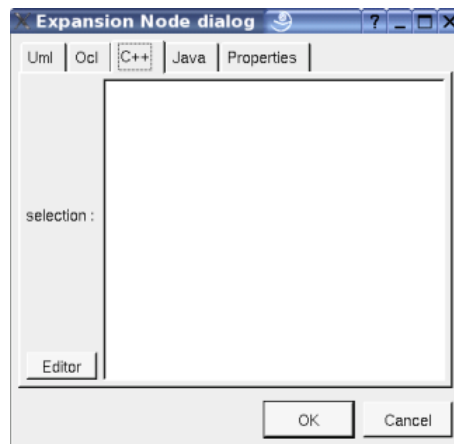 Expansion Node dialog
Uml Ocl C++ Java Properties
selection :
Editor
OK Cancel